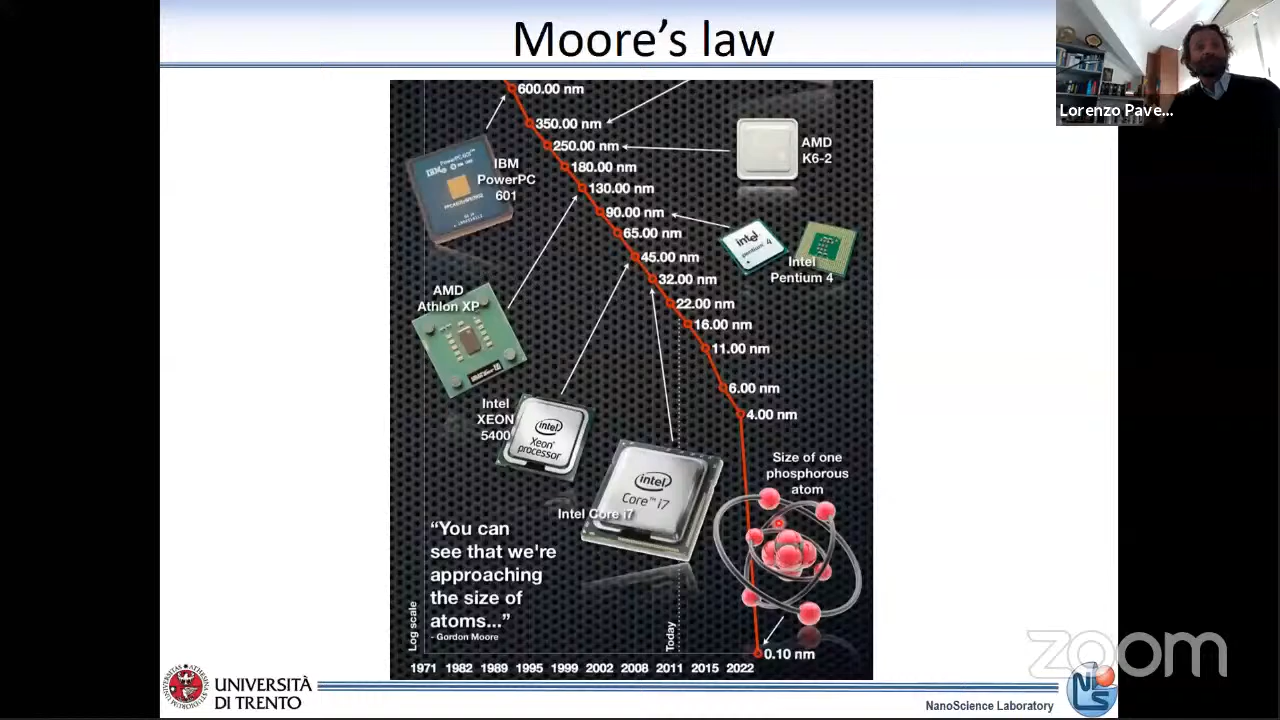 Moore's law
Lorenzo Pave...
600.00 nm
350.00 nm
250.00 nm
180.00 nm
130.00 nm
90.00 nm
65.00 nm
45.00 nm
32.00 nm
22.00 nm
16.00 nm
11.00 nm
6.00 nm
4.00 nm
0.10 nm
IBM
PowerPC
601
AMD
K6-2
intel
pentium 4
Intel
Pentium 4
AMD
Athlon XP
Intel
XEON
5400
intel
Xeon
processor
intel
Core™ i7
Intel Core i7
Size of one
phosphorous
atom
"You can
see that we're
approaching
the size of
atoms..."
- Gordon Moore
Log scale
Today
1971 1982 1989 1995 1999 2002 2008 2011 2015 2022
UNIVERSITÀ
DI TRENTO
NanoScience Laboratory
zoom